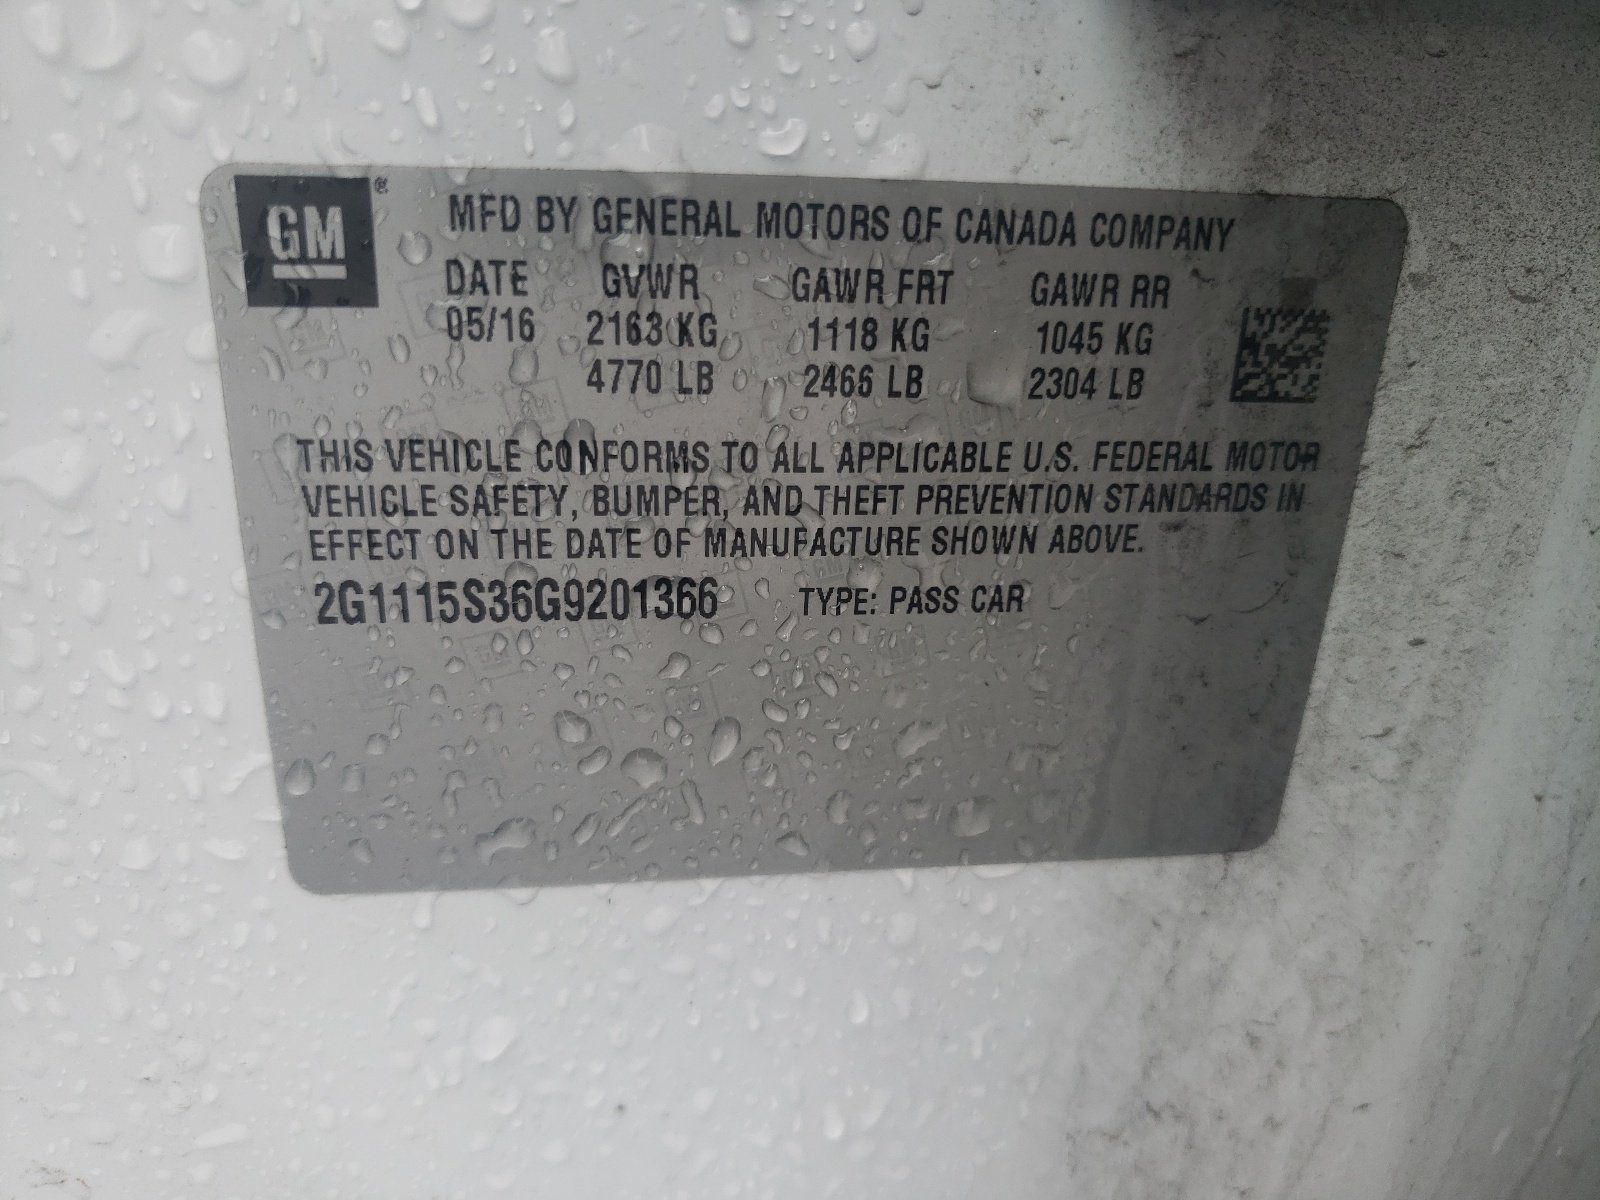 GM ®
MFD BY GENERAL MOTORS OF CANADA COMPANY
DATE GVWR GAWR FRT GAWR RR
05/16 2163 KG 1118 KG 1045 KG
4770 LB 2465 LB 2304 LB
THIS VEHICLE CONFORMS TO ALL APPLICABLE U.S. FEDERAL MOTOR
VEHICLE SAFETY, BUMPER, AND THEFT PREVENTION STANDARDS IN
EFFECT ON THE DATE OF MANUFACTURE SHOWN ABOVE.
2G1115S36G9201366 TYPE: PASS CAR